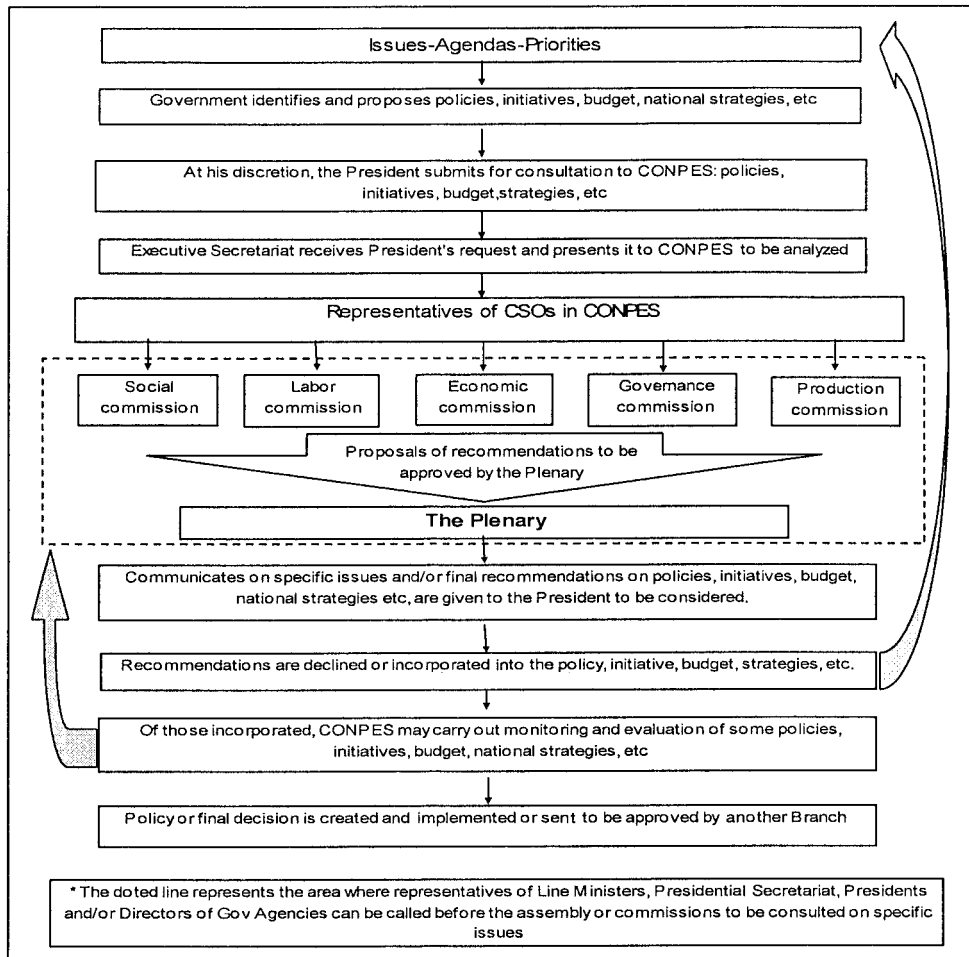 Issues-Agendas-Priorities
Government identifies and proposes policies, initiatives, budget, national strategies, etc
At his discretion, the President submits for consultation to CONPES: policies,
initiatives, budget,strategies, etc
Executive Secretariat receives President's request and presents it to CONPES to be analyzed
Representatives of CSOs in CONPES
Social
commission
Labor
commission
Economic
commission
Governance
commission
Production
commission
Proposals of recommendations to be
approved by the Plenary
The Plenary
Communicates on specific issues and/or final recommendations on policies, initiatives, budget,
national strategies etc, are given to the President to be considered.
Recommendations are declined or incorporated into the policy, initiative, budget, strategies, etc.
Of those incorporated, CONPES may carry out monitoring and evaluation of some policies,
initiatives, budget, national strategies, etc
Policy or final decision is created and implemented or sent to be approved by another Branch
* The doted line represents the area where representatives of Line Ministers, Presidential Secretariat, Presidents
and/or Directors of Gov Agencies can be called before the assembly or commissions to be consulted on specific
issues